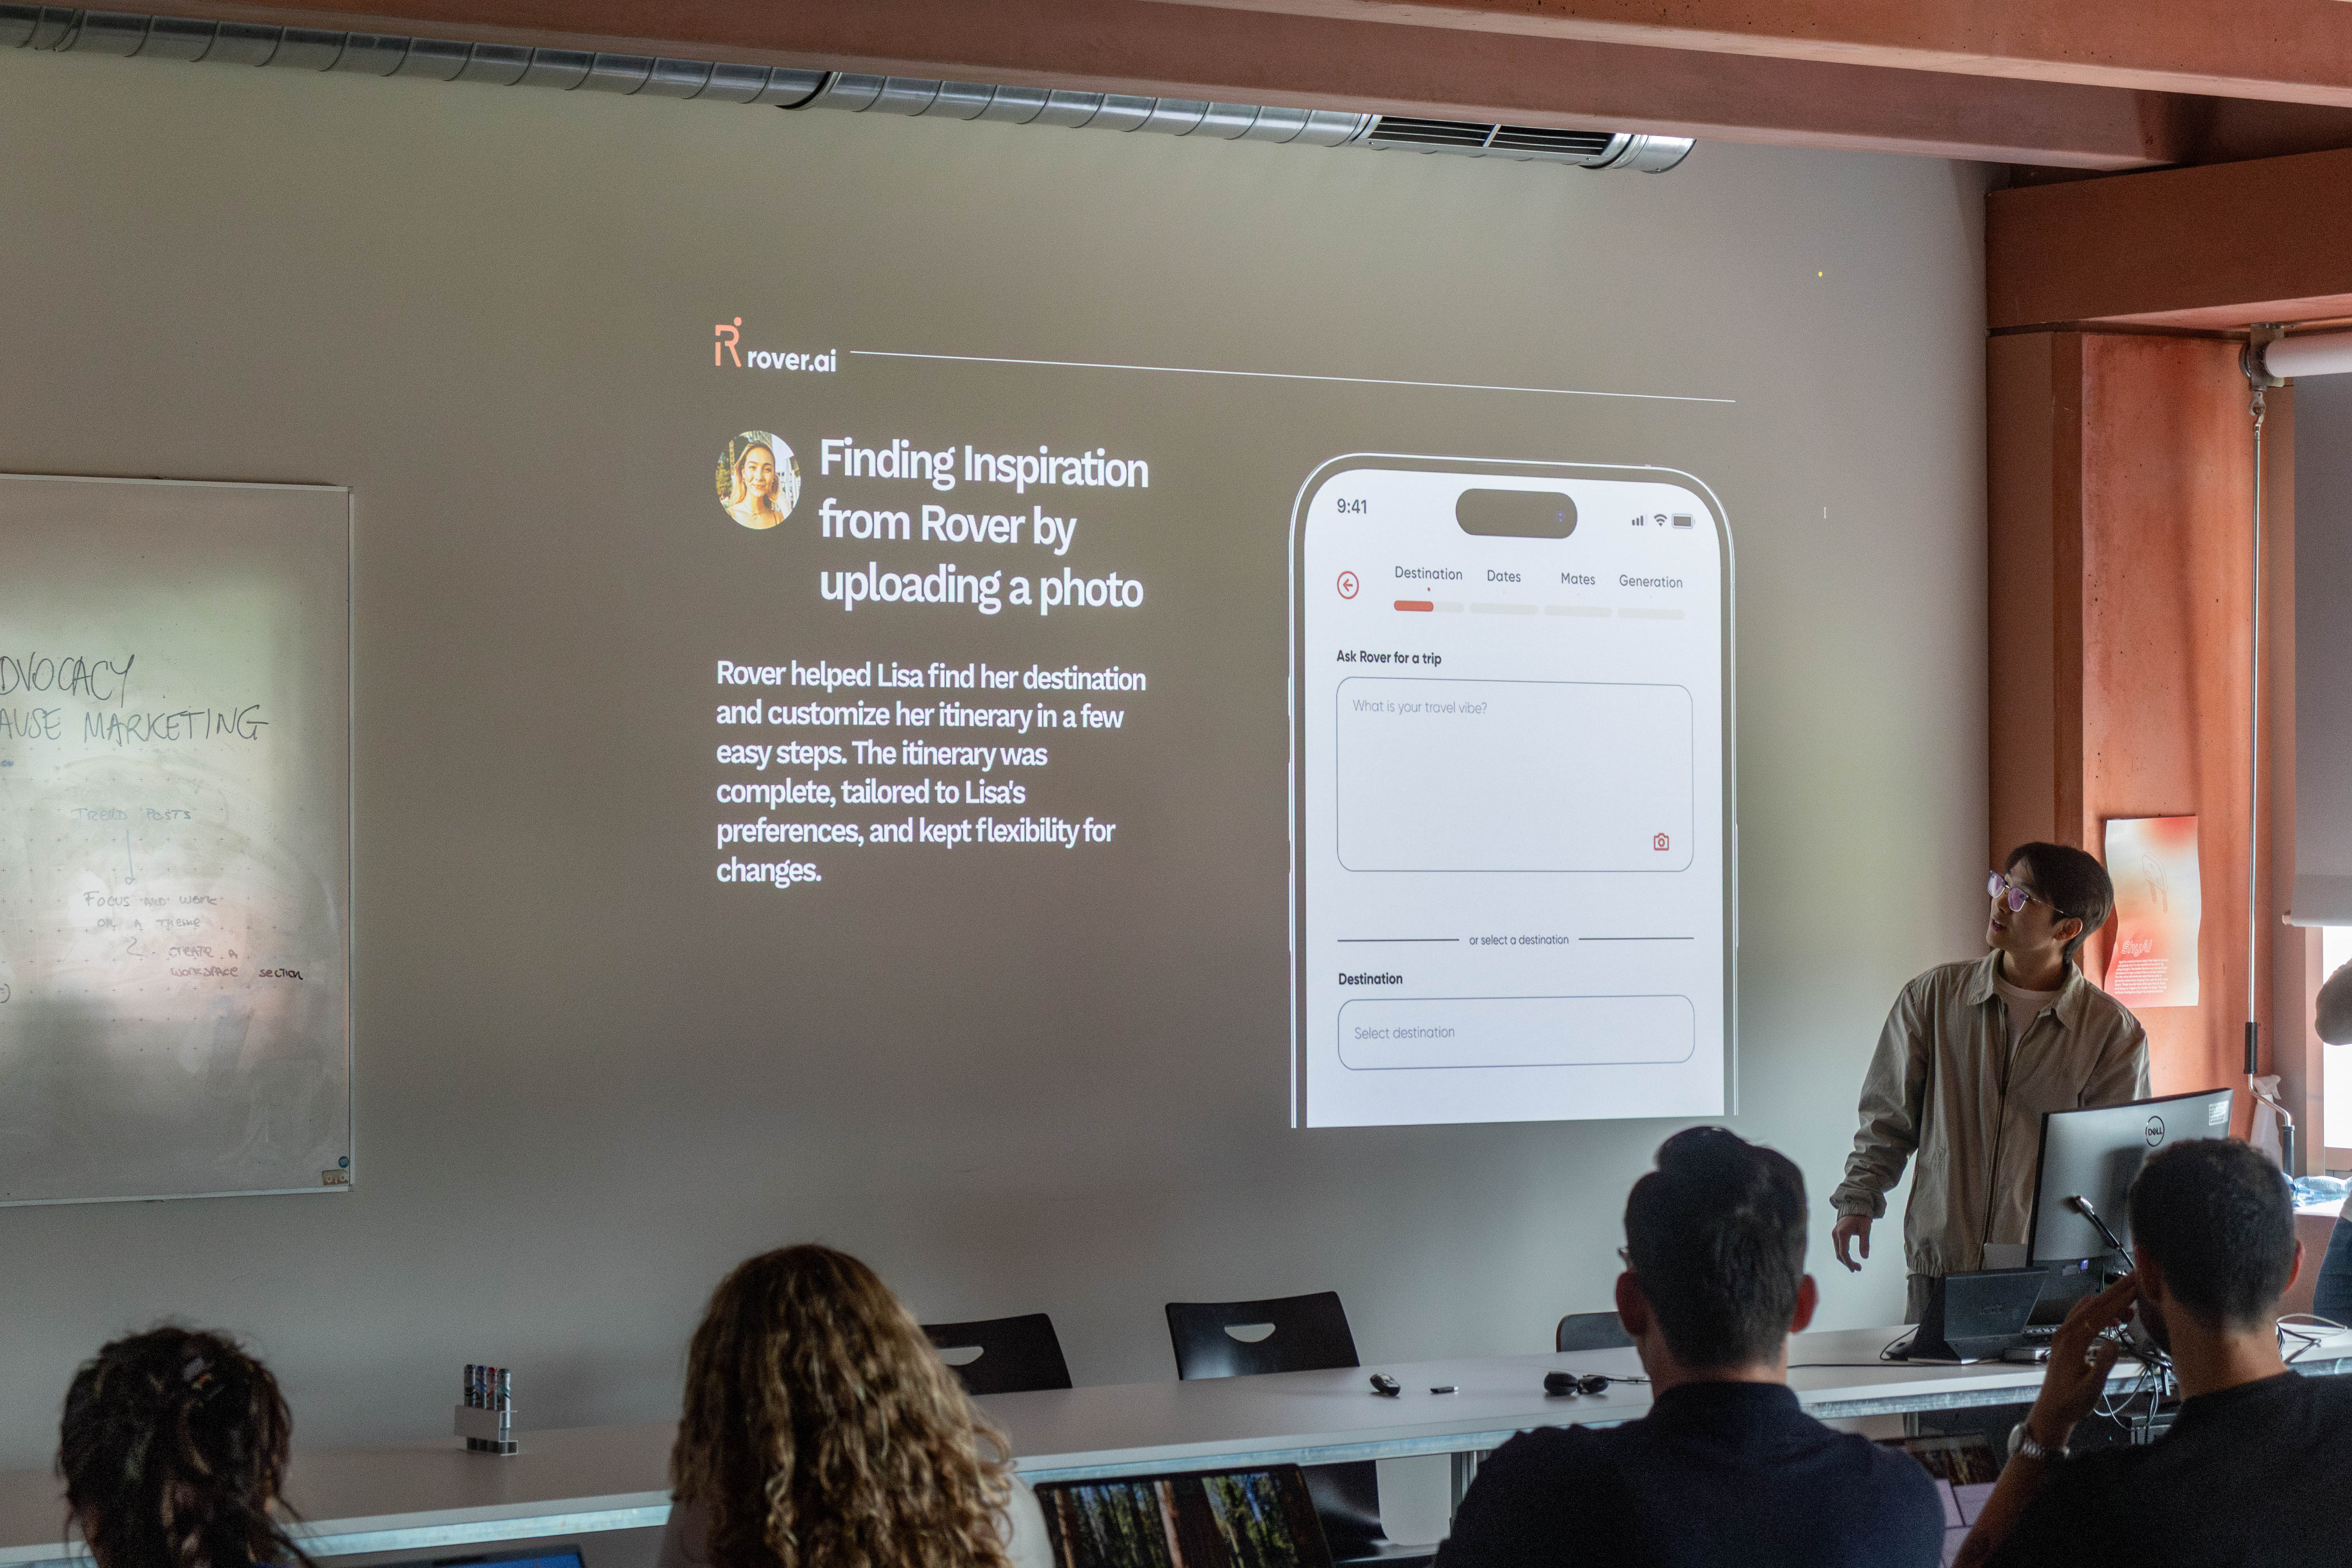 rover.ai
Finding Inspiration
from Rover by
uploading a photo
Rover helped Lisa find her destination
and customize her itinerary in a few
easy steps. The itinerary was
complete, tailored to Lisa's
preferences, and kept flexibility for
changes.
9:41
Destination Dates Mates Generation
Ask Rover for a trip
What is your travel vibe?
or select a destination
Destination
Select destination
DVOCACY
AUSE MARKETING
TREND POSTS
FOCUS AND WORK
ON A THEME
CREATE A
WORKSPACE SECTION
DELL